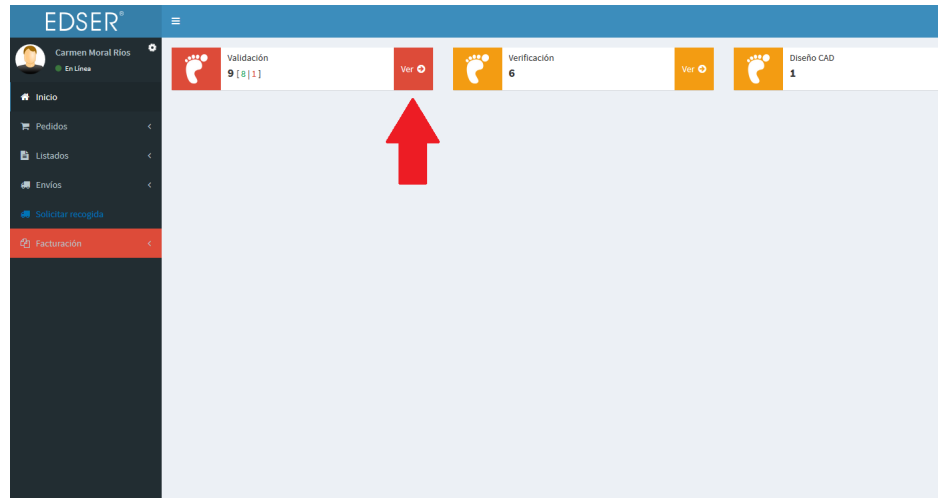 EDSER®
Carmen Moral Ríos
En Línea
Inicio
Pedidos
Listados
Envíos
Solicitar recogida
Facturación
Validación
9 [ 8 | 1 ]
Ver
Verificación
6
Ver
Diseño CAD
1